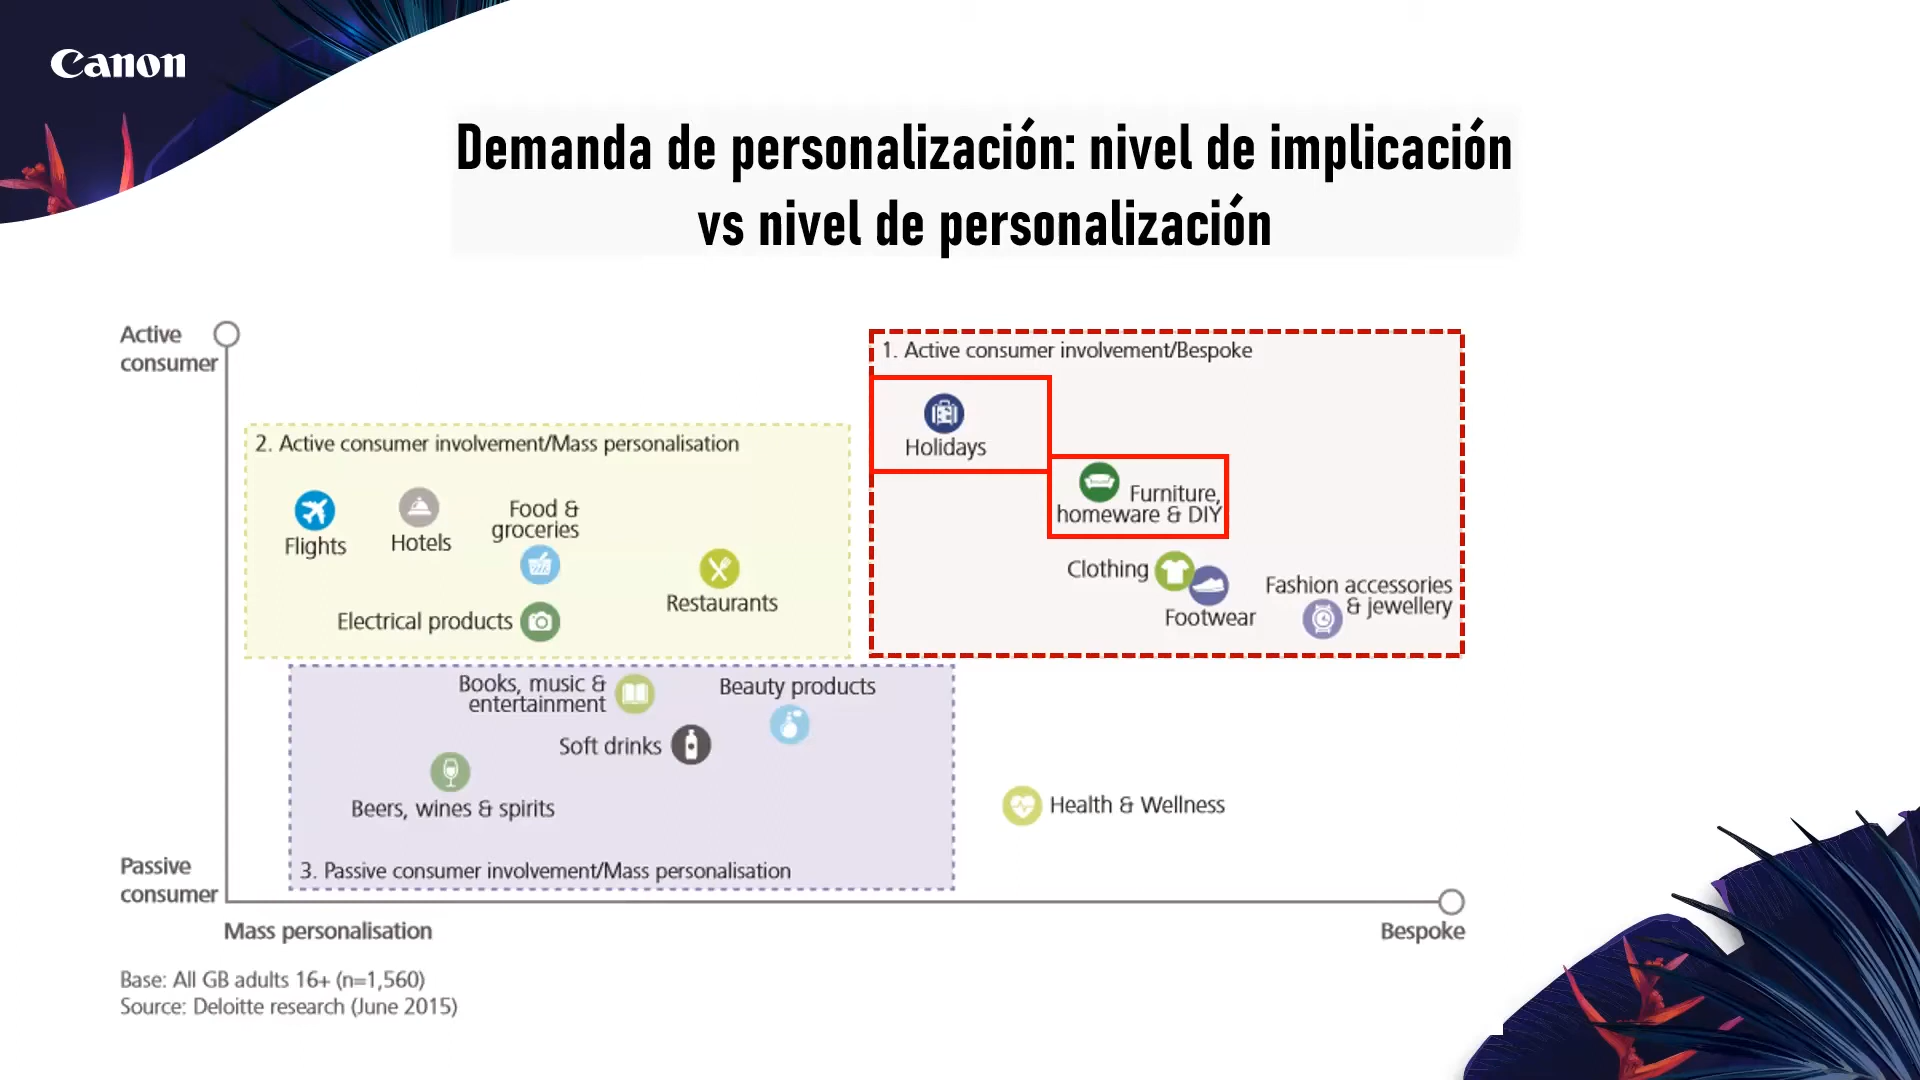 Canon
Demanda de personalización: nivel de implicación
vs nivel de personalización
Active
consumer
1. Active consumer involvement/Bespoke
Holidays
Furniture,
homeware & DIY
Clothing
Footwear
Fashion accessories
& jewellery
2. Active consumer involvement/Mass personalisation
Flights
Hotels
Food &
groceries
Restaurants
Electrical products
Books, music &
entertainment
Beauty products
Soft drinks
Beers, wines & spirits
3. Passive consumer involvement/Mass personalisation
Health & Wellness
Passive
consumer
Mass personalisation
Bespoke
Base: All GB adults 16+ (n=1,560)
Source: Deloitte research (June 2015)